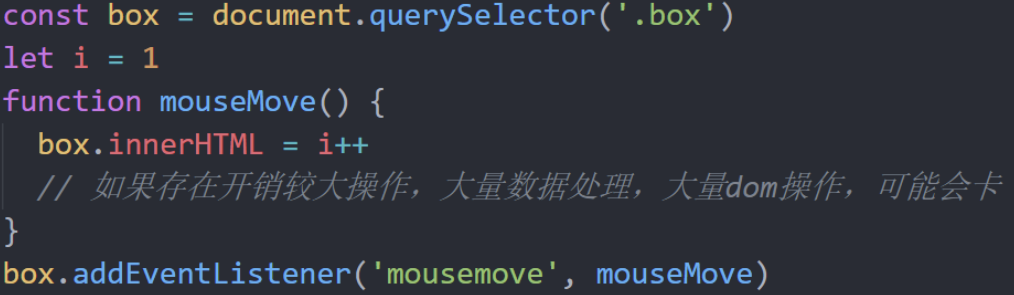 const box = document.querySelector('.box')
let i = 1
function mouseMove() {
  box.innerHTML = i++
  // 如果存在开销较大操作，大量数据处理，大量dom操作，可能会卡
}
box.addEventListener('mousemove', mouseMove)